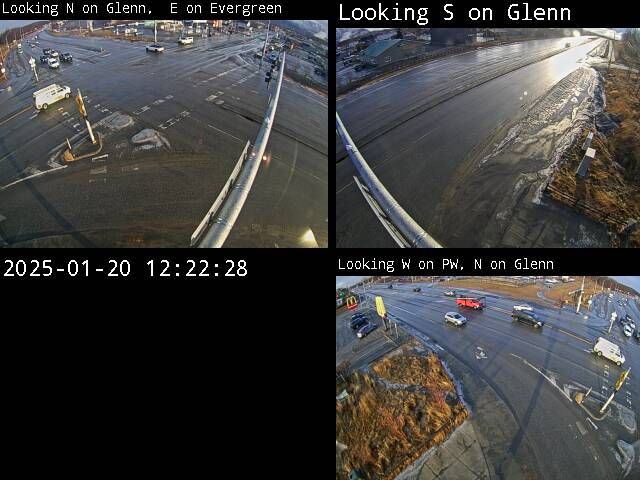 Looking N on Glenn,  E on Evergreen
Looking S on Glenn
2025-01-20 12:22:28
Looking W on PW, N on Glenn